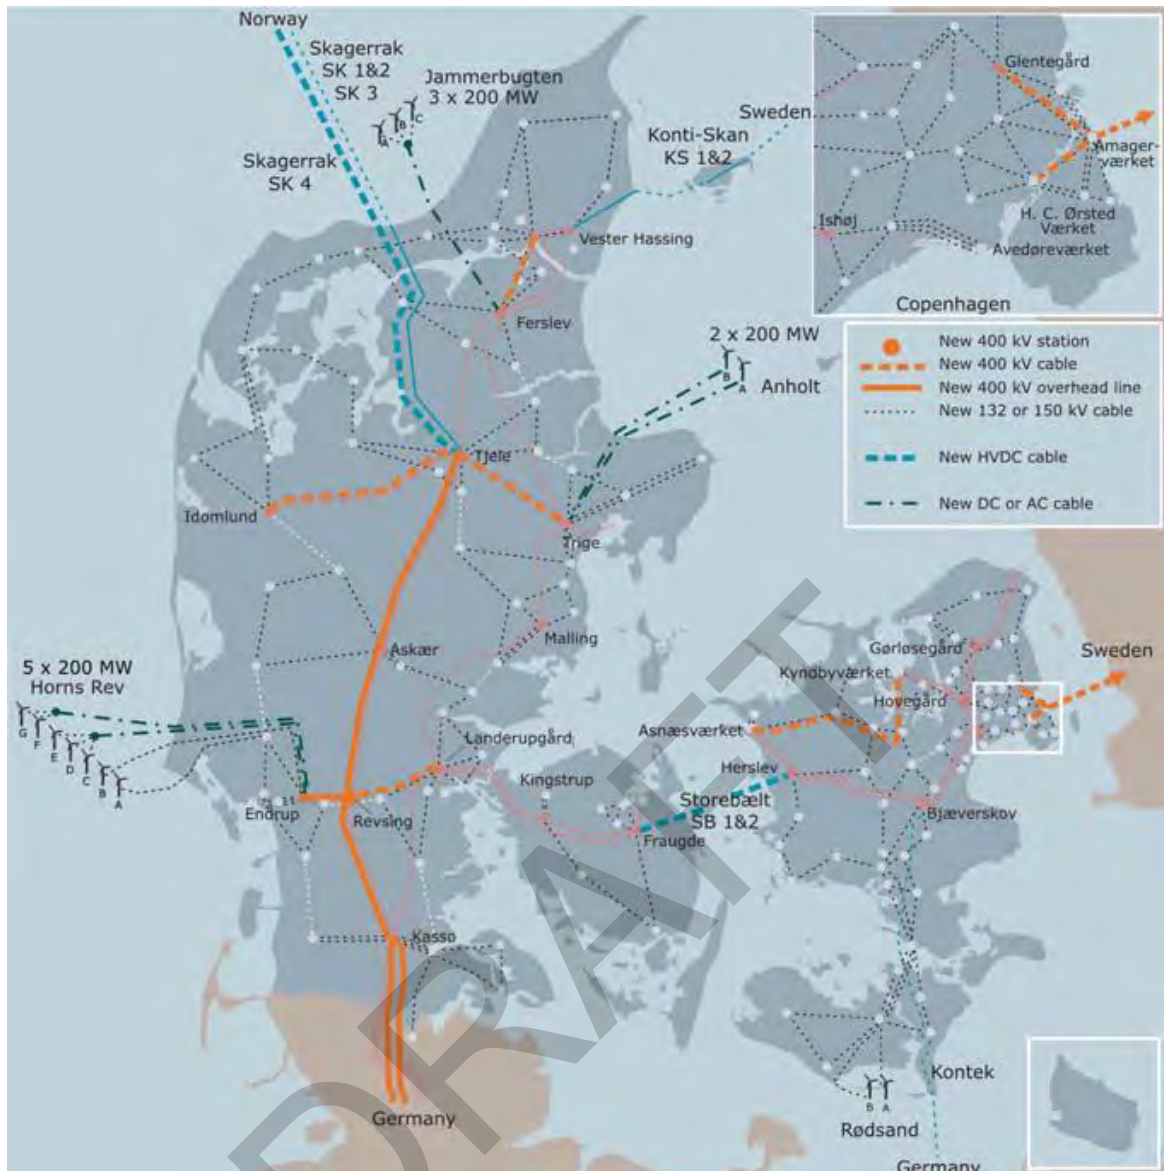 Norway
Skagerrak
SK 1&2
SK 3
Jammerbugten
3 x 200 MW
C
B
A
Skagerrak
SK 4
Konti-Skan
KS 1&2
Sweden
Vester Hassing
Ferslev
Glentegård
Amager-
værket
H. C. Ørsted
Værket
Ishøj
Avedøreværket
Copenhagen
New 400 kV station
New 400 kV cable
New 400 kV overhead line
New 132 or 150 kV cable
New HVDC cable
New DC or AC cable
2 x 200 MW
B
A
Anholt
Tjele
Idomlund
Trige
Askær
Malling
5 x 200 MW
Horns Rev
G
F
E
D
C
B
A
Landerupgård
Endrup
Revsing
Kingstrup
Fraugde
Storebælt
SB 1&2
Gørløsegård
Kyndbyværket
Hovegård
Asnæsværket
Herslev
Bjæverskov
Sweden
Kassø
Germany
Kontek
B
A
Rødsand
Germany
DRAFT